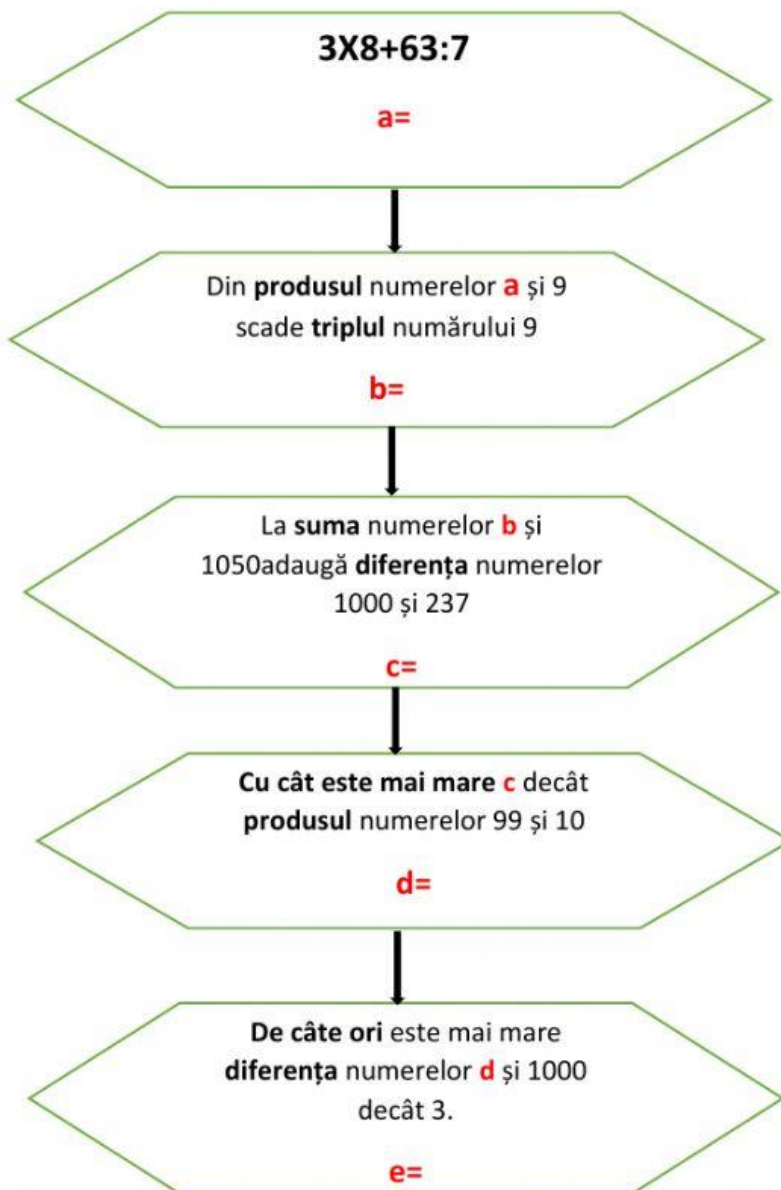 3X8+63:7
a=
Din produsul numerelor a și 9
scade triplul numărului 9
b=
La suma numerelor b și
1050adaugă diferența numerelor
1000 și 237
c=
Cu cât este mai mare c decât
produsul numerelor 99 și 10
d=
De câte ori este mai mare
diferența numerelor d și 1000
decât 3.
e=